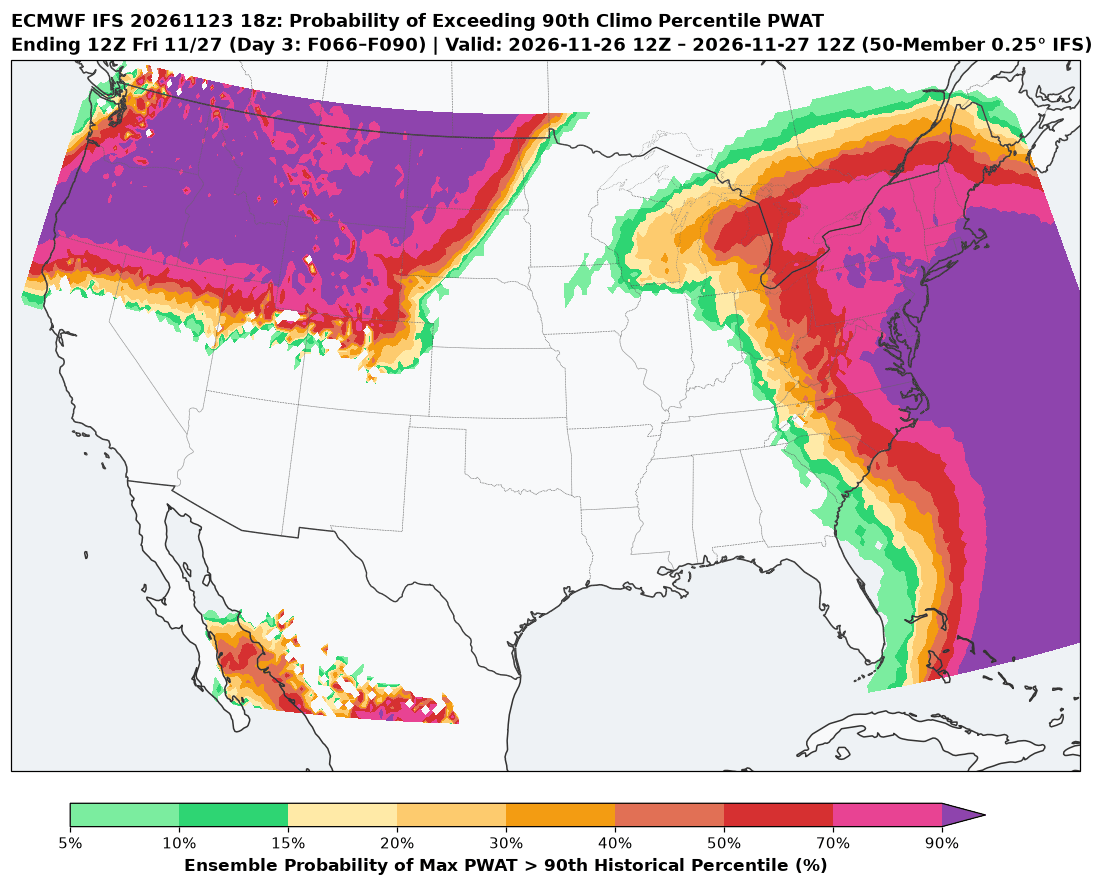 ECMWF IFS 20261123 18z: Probability of Exceeding 90th Climo Percentile PWAT
Ending 12Z Fri 11/27 (Day 3: F066–F090) | Valid: 2026-11-26 12Z – 2026-11-27 12Z (50-Member 0.25° IFS)
5% 10% 15% 20% 30% 40% 50% 70% 90%
Ensemble Probability of Max PWAT > 90th Historical Percentile (%)